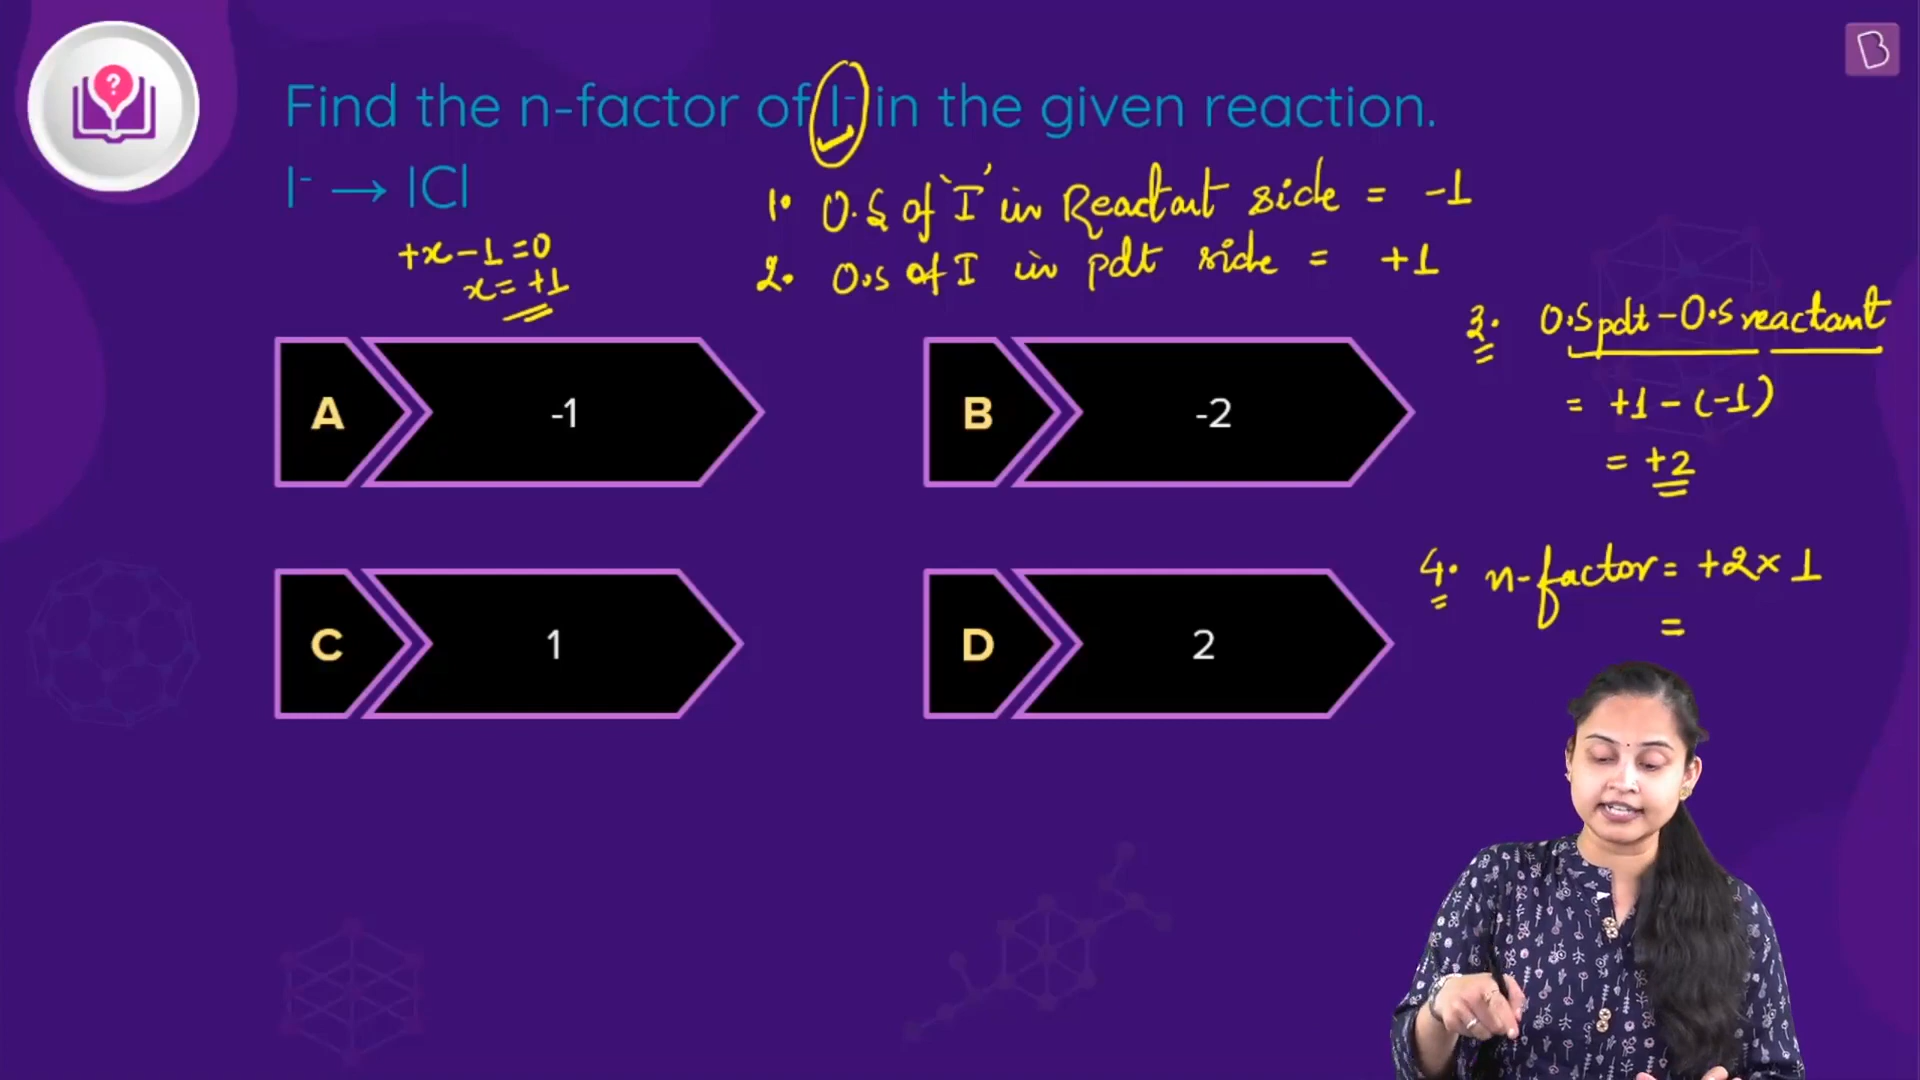 Find the n-factor of I⁻ in the given reaction.
I⁻ → ICl
+x - 1 = 0
x = +1
1. O.S of 'I' in Reactant side = -1
2. O.S of I in pdt side = +1
3. O.S pdt - O.S reactant
= +1 - (-1)
= +2
A -1
B -2
4. n-factor = +2 × 1
=
C 1
D 2
?
B